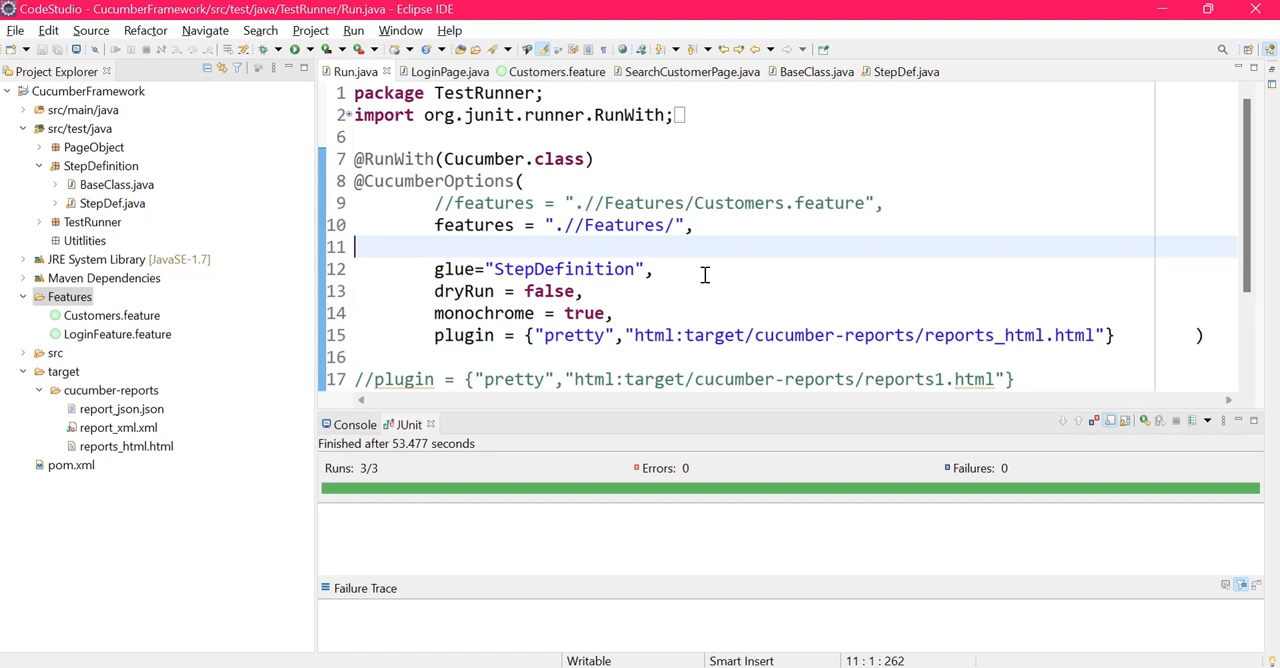 CodeStudio - CucumberFramework/src/test/java/TestRunner/Run.java - Eclipse IDE
File Edit Source Refactor Navigate Search Project Run Window Help
Project Explorer
CucumberFramework
src/main/java
src/test/java
PageObject
StepDefinition
BaseClass.java
StepDef.java
TestRunner
Utitlities
JRE System Library [JavaSE-1.7]
Maven Dependencies
Features
Customers.feature
LoginFeature.feature
src
target
cucumber-reports
report_json.json
report_xml.xml
reports_html.html
pom.xml
Run.java LoginPage.java Customers.feature SearchCustomerPage.java BaseClass.java StepDef.java
1 package TestRunner;
2 import org.junit.runner.RunWith;
6
7 @RunWith(Cucumber.class)
8 @CucumberOptions(
9 //features = ".//Features/Customers.feature",
10 features = ".//Features/",
11
12 glue="StepDefinition",
13 dryRun = false,
14 monochrome = true,
15 plugin = {"pretty","html:target/cucumber-reports/reports_html.html"} )
16
17 //plugin = {"pretty","html:target/cucumber-reports/reports1.html"}
Console JUnit
Finished after 53.477 seconds
Runs: 3/3 Errors: 0 Failures: 0
Failure Trace
Writable Smart Insert 11 : 1 : 262